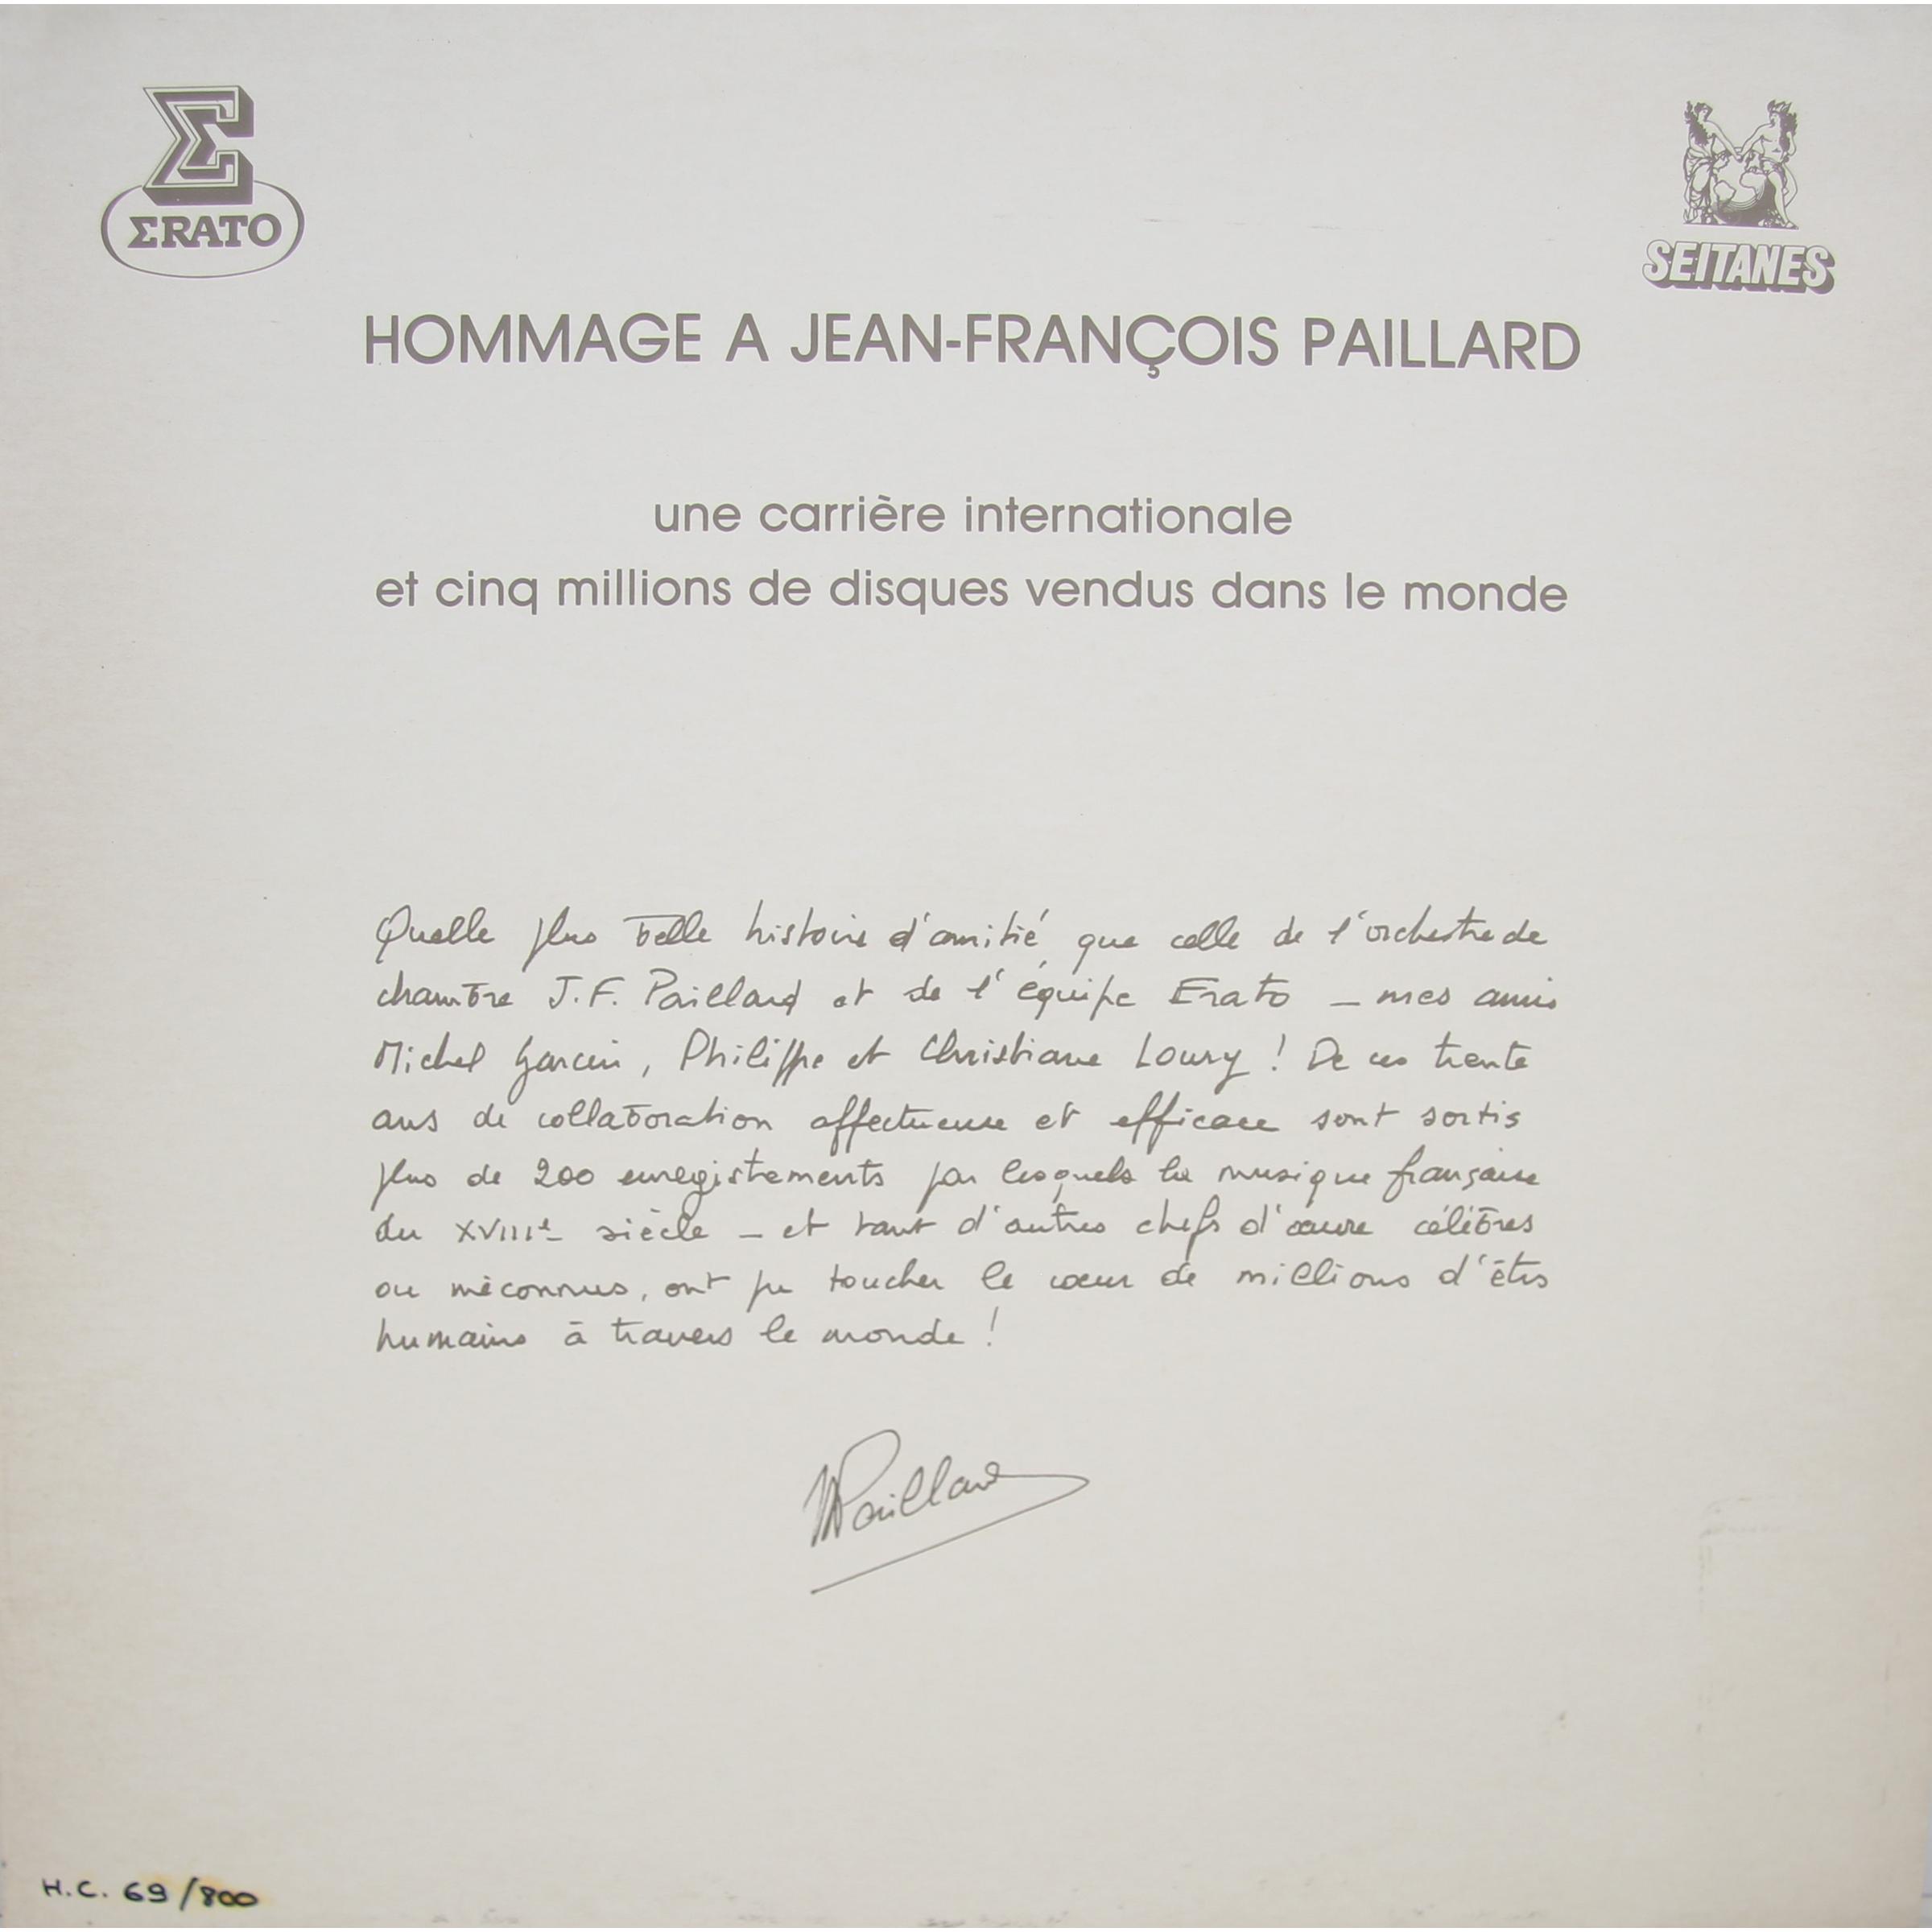 Σ
ΣRATO
SEITANES
HOMMAGE A JEAN-FRANÇOIS PAILLARD
une carrière internationale
et cinq millions de disques vendus dans le monde
Quelle plus belle histoire d'amitié que celle de l'orchestre de
chambre J.F. Paillard et de l'équipe Erato – mes amis
Michel Garcin, Philippe et Christiane Loury ! De ces trente
ans de collaboration affectueuse et efficace sont sortis
plus de 200 enregistements par lesquels la musique française
du XVIIIe siècle – et tant d'autres chefs d'œuvre célèbres
ou méconnus, ont pu toucher le cœur de millions d'êtres
humains à travers le monde !
Paillard
H.C. 69/800